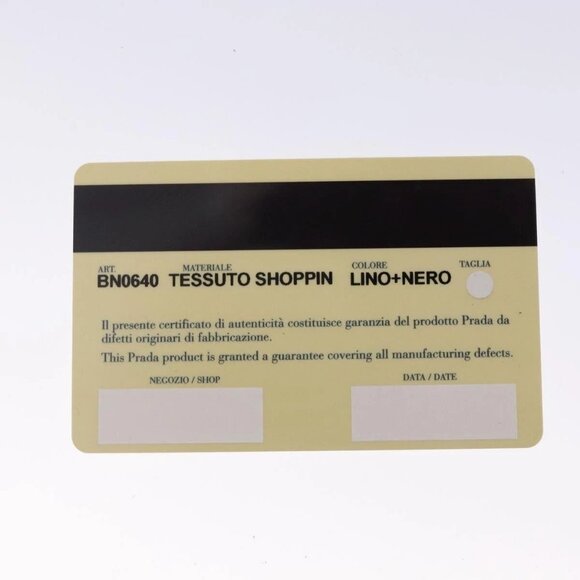 ART. MATERIALE COLORE TAGLIA
BN0640 TESSUTO SHOPPIN LINO+NERO
Il presente certificato di autenticità costituisce garanzia del prodotto Prada da
difetti originari di fabbricazione.
This Prada product is granted a guarantee covering all manufacturing defects.
NEGOZIO / SHOP DATA / DATE